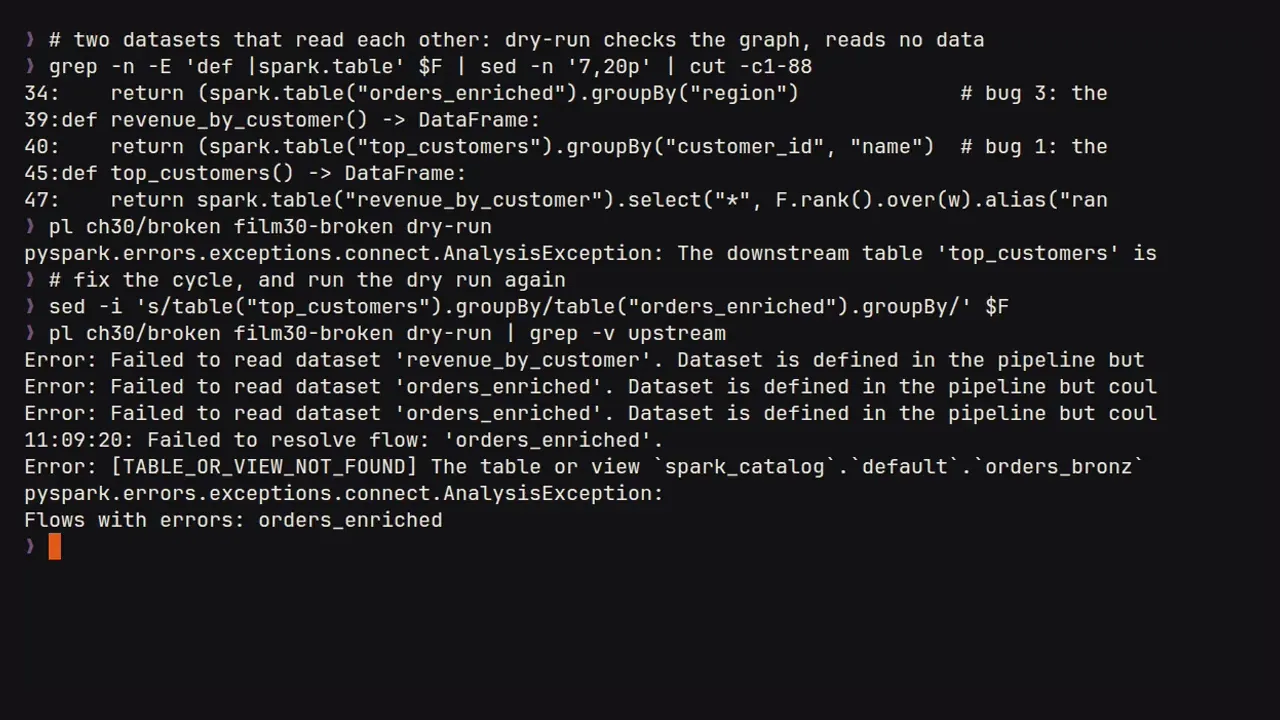 ❯ # two datasets that read each other: dry-run checks the graph, reads no data
❯ grep -n -E 'def |spark.table' $F | sed -n '7,20p' | cut -c1-88
34:    return (spark.table("orders_enriched").groupBy("region")             # bug 3: the
39:def revenue_by_customer() -> DataFrame:
40:    return (spark.table("top_customers").groupBy("customer_id", "name")  # bug 1: the
45:def top_customers() -> DataFrame:
47:    return spark.table("revenue_by_customer").select("*", F.rank().over(w).alias("ran
❯ pl ch30/broken film30-broken dry-run
pyspark.errors.exceptions.connect.AnalysisException: The downstream table 'top_customers' is
❯ # fix the cycle, and run the dry run again
❯ sed -i 's/table("top_customers").groupBy/table("orders_enriched").groupBy/' $F
❯ pl ch30/broken film30-broken dry-run | grep -v upstream
Error: Failed to read dataset 'revenue_by_customer'. Dataset is defined in the pipeline but
Error: Failed to read dataset 'orders_enriched'. Dataset is defined in the pipeline but coul
Error: Failed to read dataset 'orders_enriched'. Dataset is defined in the pipeline but coul
11:09:20: Failed to resolve flow: 'orders_enriched'.
Error: [TABLE_OR_VIEW_NOT_FOUND] The table or view `spark_catalog`.`default`.`orders_bronz`
pyspark.errors.exceptions.connect.AnalysisException:
Flows with errors: orders_enriched
❯